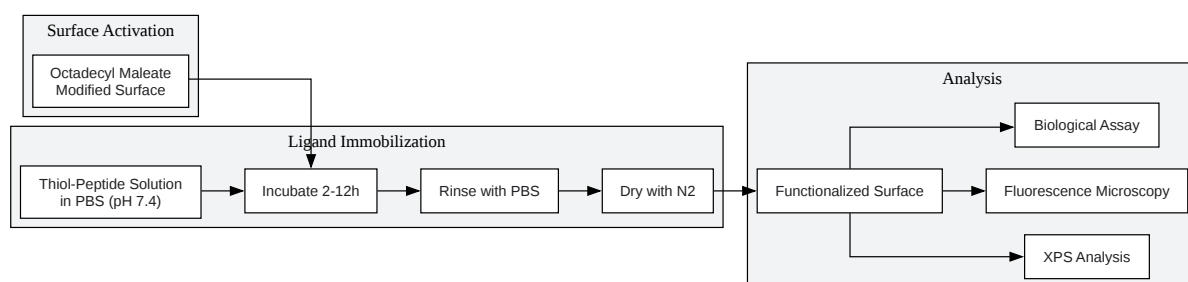 Surface Activation
Octadecyl Maleate
Modified Surface
Ligand Immobilization
Thiol-Peptide Solution
in PBS (pH 7.4)
Incubate 2-12h
Rinse with PBS
Dry with N2
Analysis
Functionalized Surface
Biological Assay
Fluorescence Microscopy
XPS Analysis